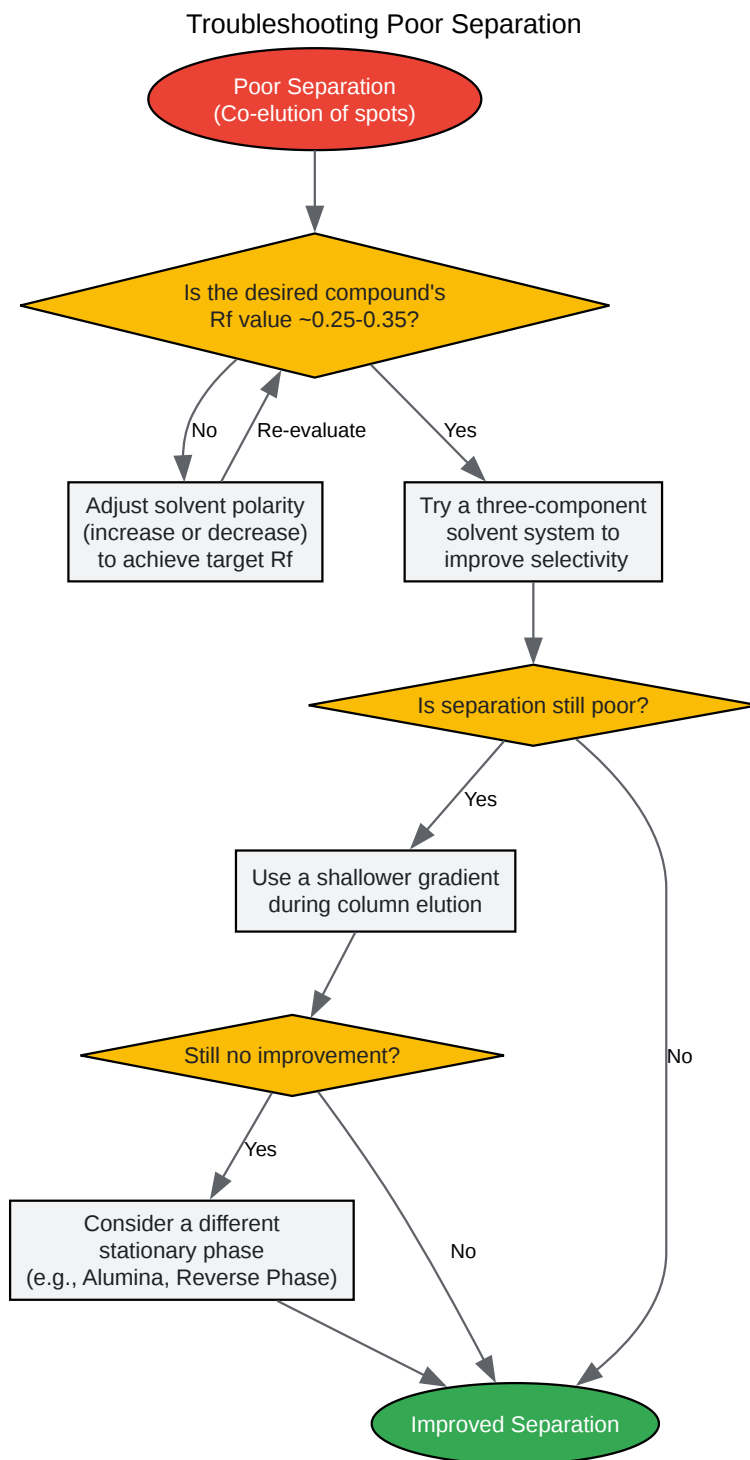 Troubleshooting Poor Separation
Poor Separation
(Co-elution of spots)
Is the desired compound's
Rf value ~0.25-0.35?
No
Re-evaluate
Yes
Adjust solvent polarity
(increase or decrease)
to achieve target Rf
Try a three-component
solvent system to
improve selectivity
Is separation still poor?
Yes
Use a shallower gradient
during column elution
Still no improvement?
No
Yes
Consider a different
stationary phase
(e.g., Alumina, Reverse Phase)
No
Improved Separation